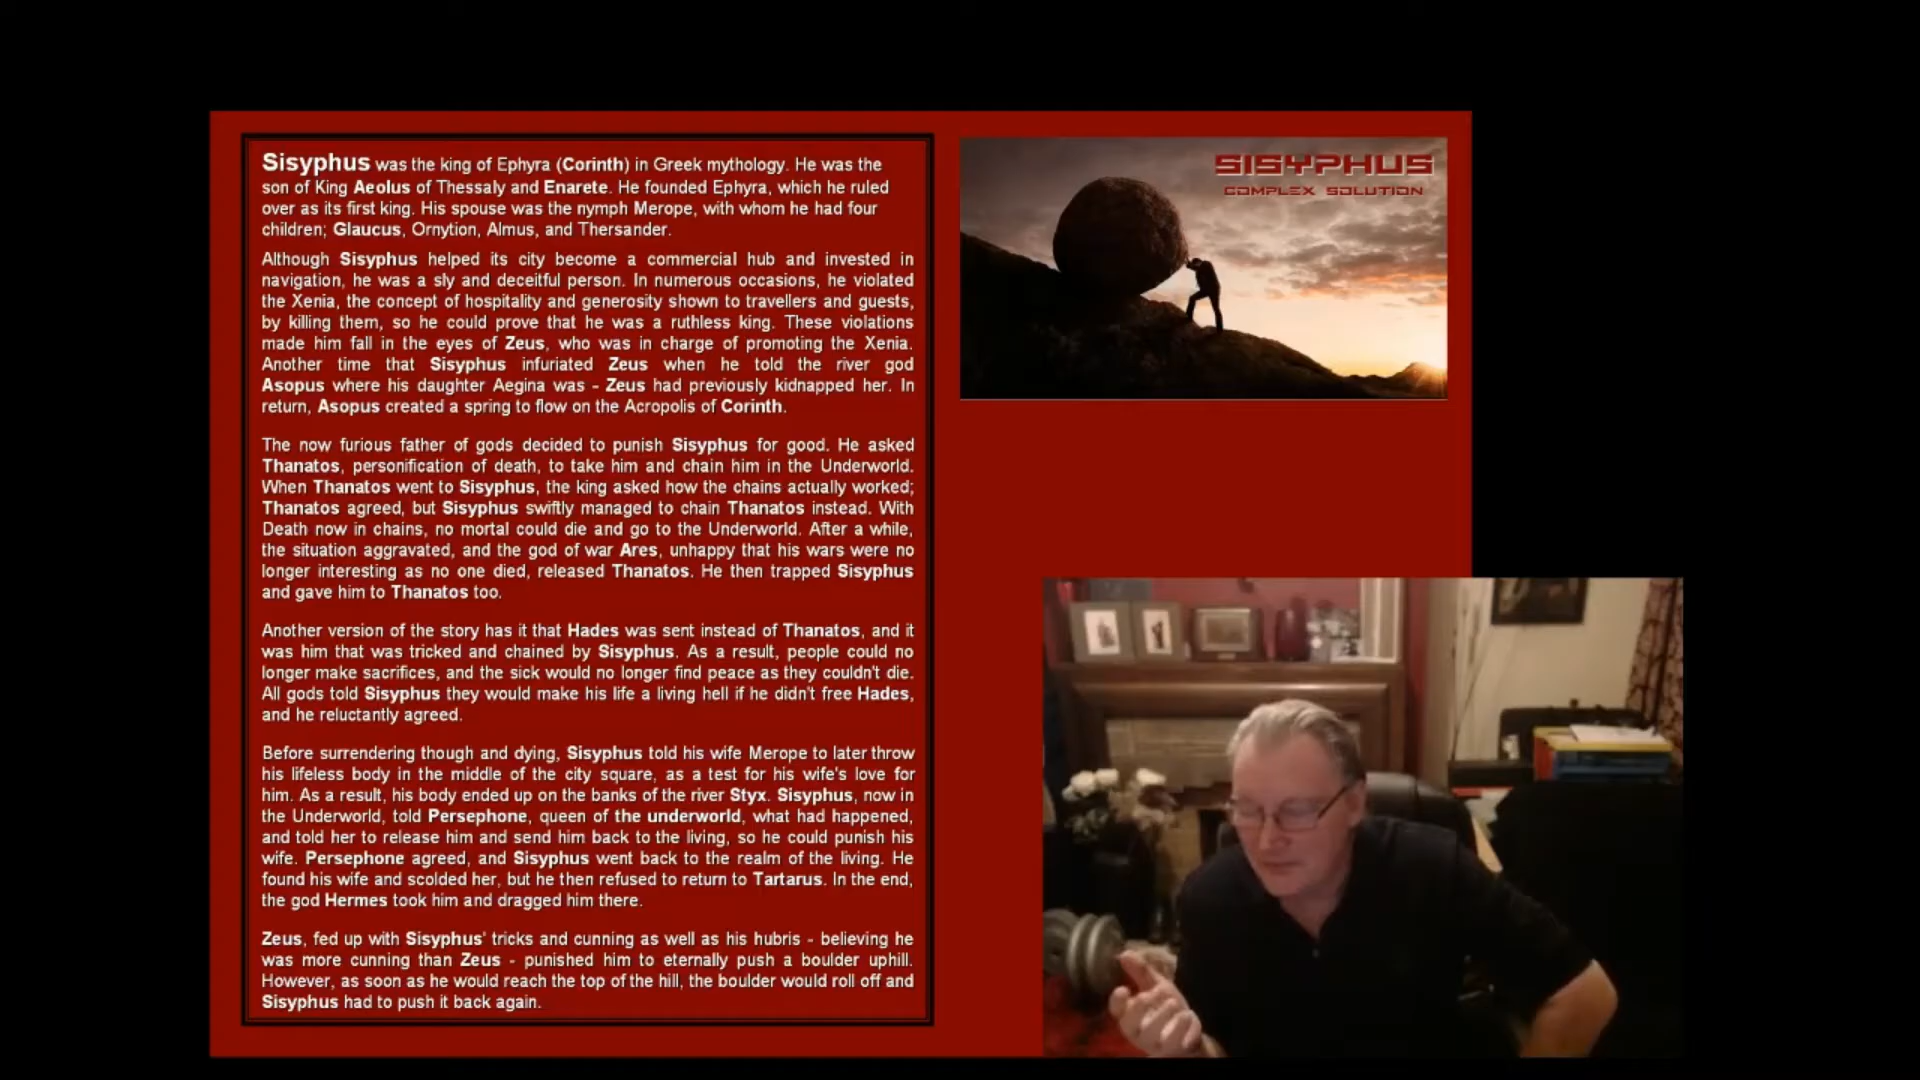 Sisyphus was the king of Ephyra (Corinth) in Greek mythology. He was the
son of King Aeolus of Thessaly and Enarete. He founded Ephyra, which he ruled
over as its first king. His spouse was the nymph Merope, with whom he had four
children; Glaucus, Ornytion, Almus, and Thersander.
Although Sisyphus helped its city become a commercial hub and invested in
navigation, he was a sly and deceitful person. In numerous occasions, he violated
the Xenia, the concept of hospitality and generosity shown to travellers and guests,
by killing them, so he could prove that he was a ruthless king. These violations
made him fall in the eyes of Zeus, who was in charge of promoting the Xenia.
Another time that Sisyphus infuriated Zeus when he told the river god
Asopus where his daughter Aegina was - Zeus had previously kidnapped her. In
return, Asopus created a spring to flow on the Acropolis of Corinth.
The now furious father of gods decided to punish Sisyphus for good. He asked
Thanatos, personification of death, to take him and chain him in the Underworld.
When Thanatos went to Sisyphus, the king asked how the chains actually worked;
Thanatos agreed, but Sisyphus swiftly managed to chain Thanatos instead. With
Death now in chains, no mortal could die and go to the Underworld. After a while,
the situation aggravated, and the god of war Ares, unhappy that his wars were no
longer interesting as no one died, released Thanatos. He then trapped Sisyphus
and gave him to Thanatos too.
Another version of the story has it that Hades was sent instead of Thanatos, and it
was him that was tricked and chained by Sisyphus. As a result, people could no
longer make sacrifices, and the sick would no longer find peace as they couldn't die.
All gods told Sisyphus they would make his life a living hell if he didn't free Hades,
and he reluctantly agreed.
Before surrendering though and dying, Sisyphus told his wife Merope to later throw
his lifeless body in the middle of the city square, as a test for his wife's love for
him. As a result, his body ended up on the banks of the river Styx. Sisyphus, now in
the Underworld, told Persephone, queen of the underworld, what had happened,
and told her to release him and send him back to the living, so he could punish his
wife. Persephone agreed, and Sisyphus went back to the realm of the living. He
found his wife and scolded her, but he then refused to return to Tartarus. In the end,
the god Hermes took him and dragged him there.
Zeus, fed up with Sisyphus' tricks and cunning as well as his hubris - believing he
was more cunning than Zeus - punished him to eternally push a boulder uphill.
However, as soon as he would reach the top of the hill, the boulder would roll off and
Sisyphus had to push it back again.
SISYPHUS
COMPLEX SOLUTION